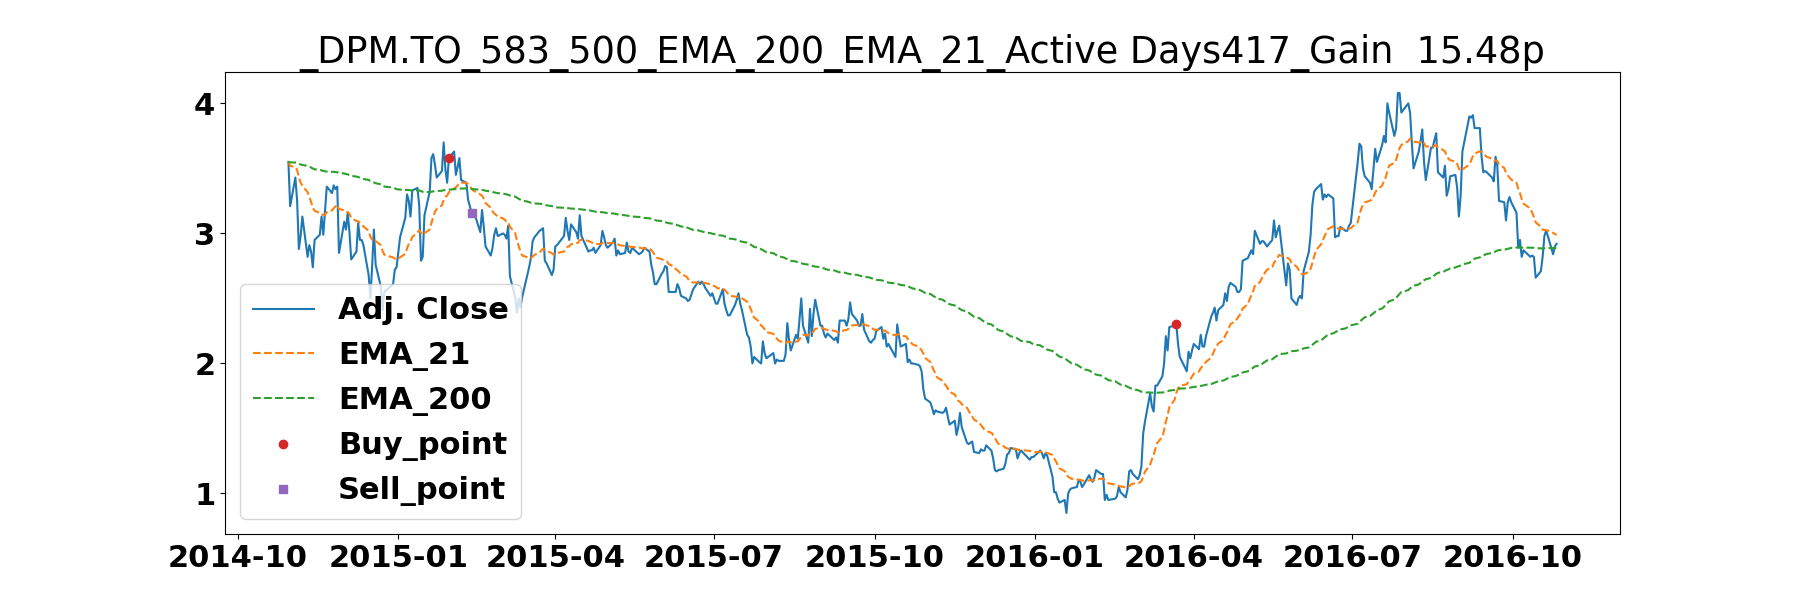 _DPM.TO_583_500_EMA_200_EMA_21_Active Days417_Gain  15.48p
4
3
2
1
Adj. Close
EMA_21
EMA_200
Buy_point
Sell_point
2014-10 2015-01 2015-04 2015-07 2015-10 2016-01 2016-04 2016-07 2016-10